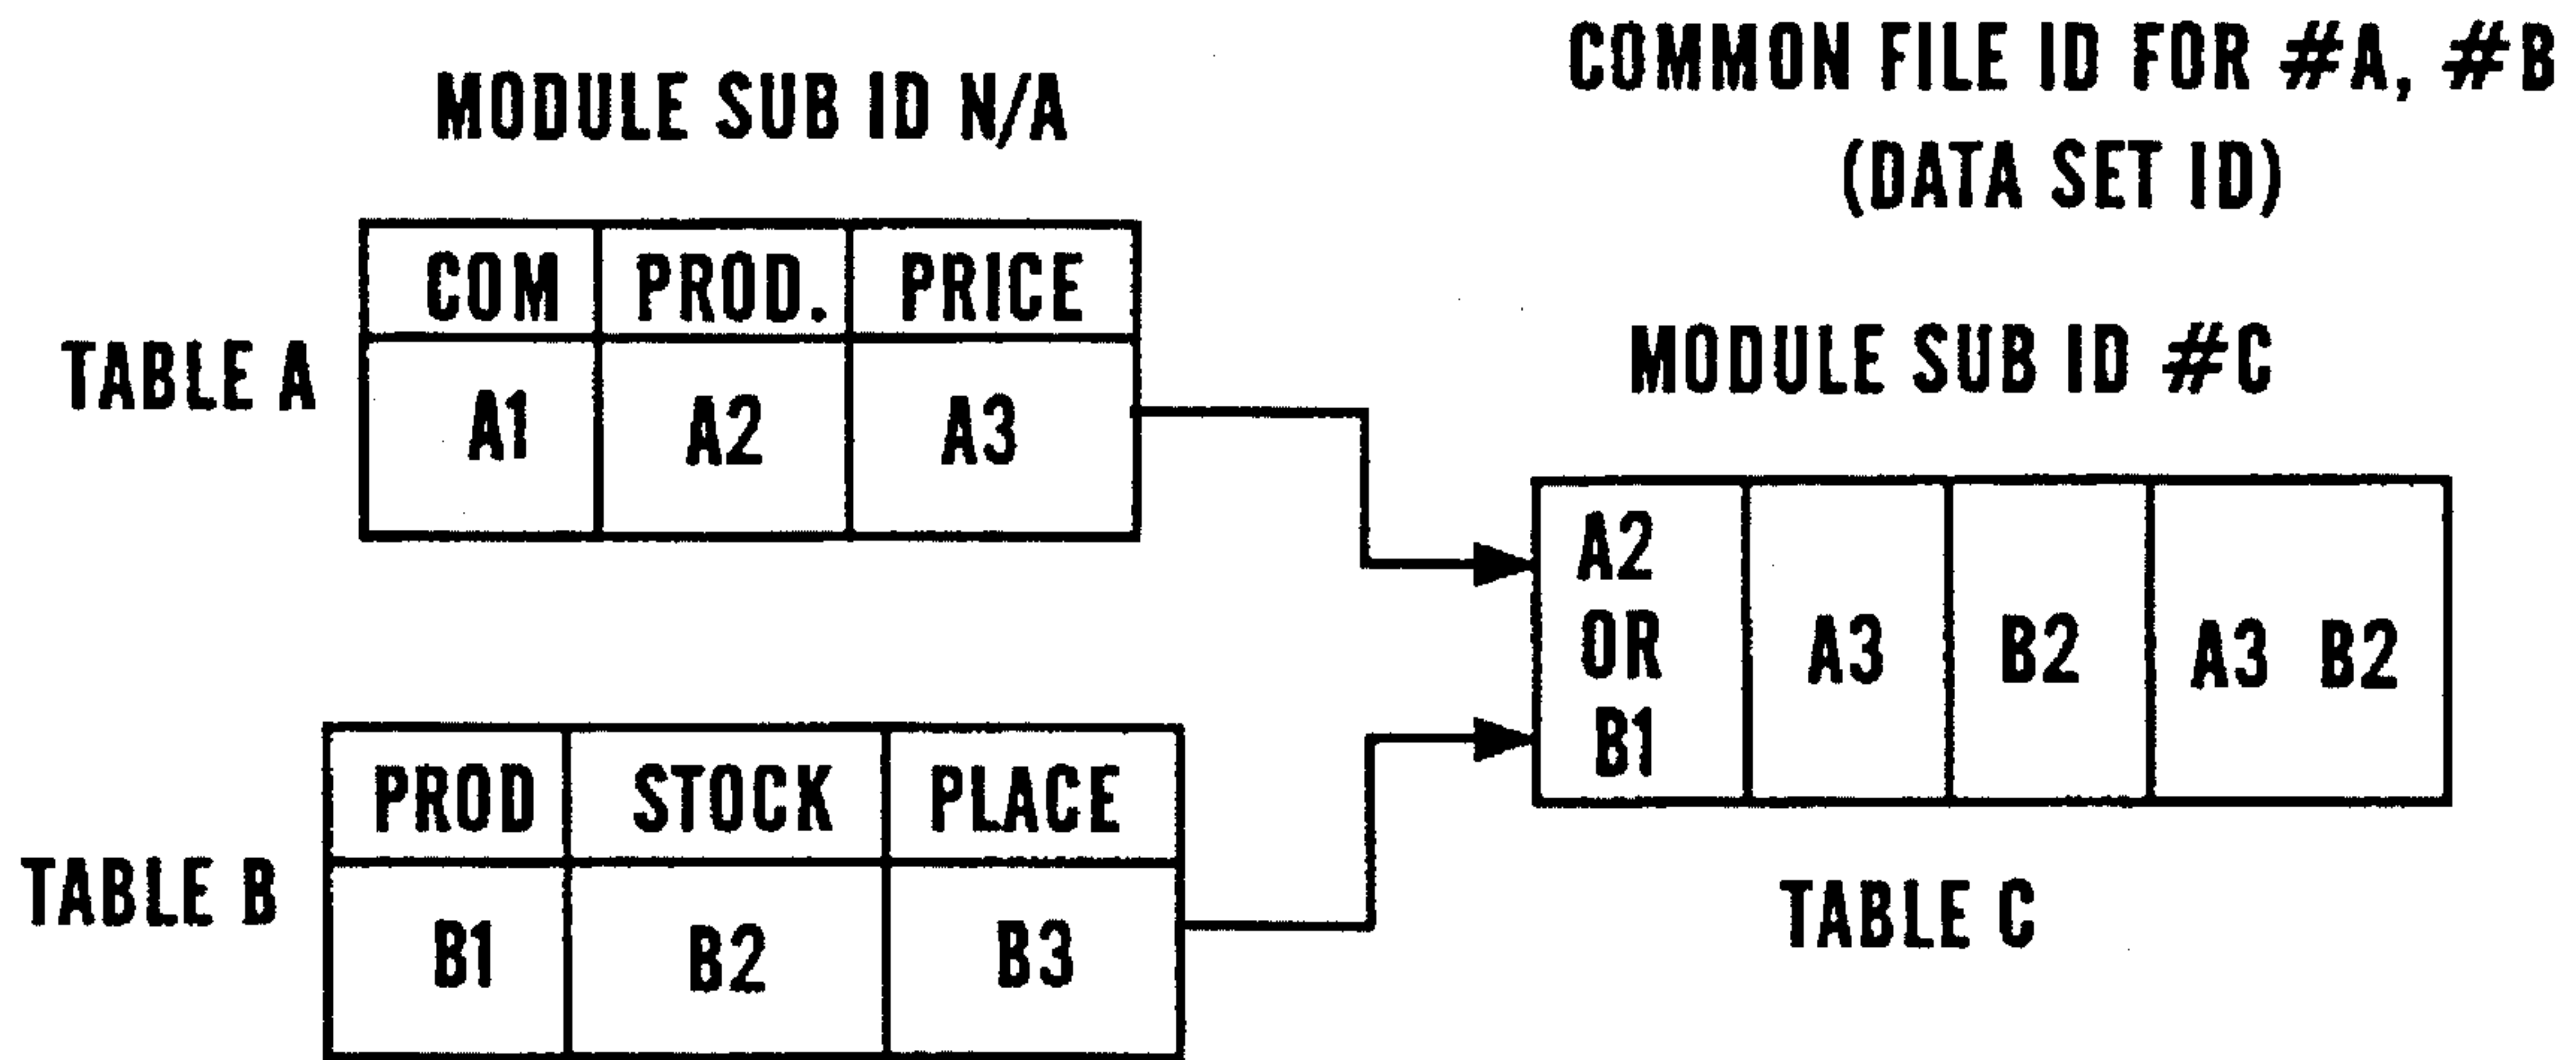 MODULE SUB ID N/A
TABLE A
COM PROD. PRICE
A1 A2 A3
TABLE B
PROD STOCK PLACE
B1 B2 B3
COMMON FILE ID FOR #A, #B
(DATA SET ID)
MODULE SUB ID #C
A2
OR
B1
A3
B2
A3 B2
TABLE C